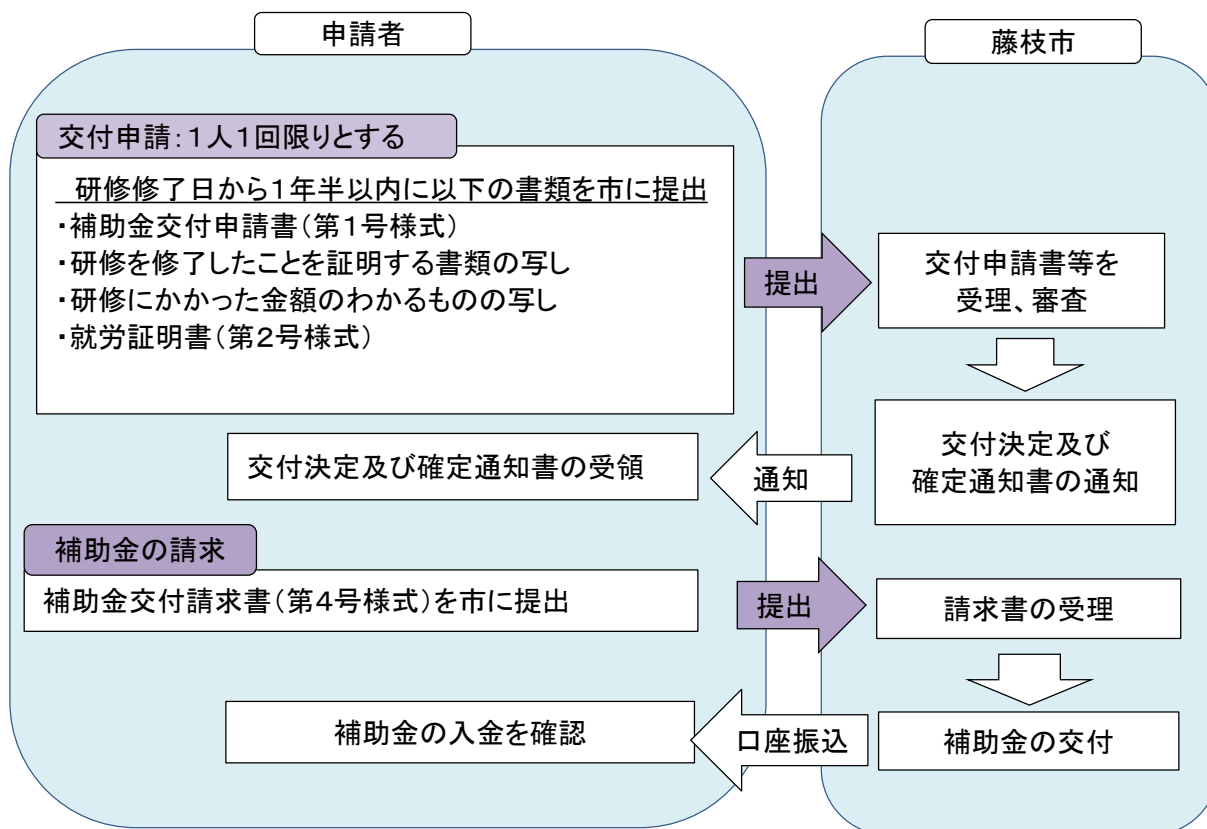 申請者
藤枝市
交付申請:1人1回限りとする
研修修了日から1年半以内に以下の書類を市に提出
・補助金交付申請書(第1号様式)
・研修を修了したことを証明する書類の写し
・研修にかかった金額のわかるものの写し
・就労証明書(第2号様式)
提出
交付申請書等を
受理、審査
交付決定及び
確定通知書の通知
通知
交付決定及び確定通知書の受領
補助金の請求
補助金交付請求書(第4号様式)を市に提出
提出
請求書の受理
補助金の交付
口座振込
補助金の入金を確認